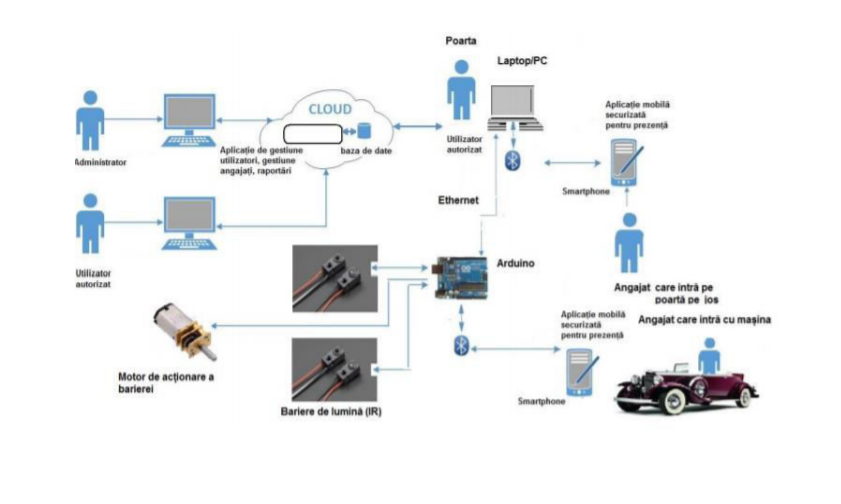 Poarta
Laptop/PC
CLOUD
Aplicație mobilă
securizată
pentru prezență
Administrator
Aplicație de gestiune
utilizatori, gestiune
angajați, raportări
baza de date
Utilizator
autorizat
Smartphone
Ethernet
Utilizator
autorizat
Arduino
Angajat care intră pe
poartă pe jos
Aplicație mobilă
securizată
pentru prezență
Angajat care intră cu mașina
Motor de acționare a
barierei
Bariere de lumină (IR)
Smartphone